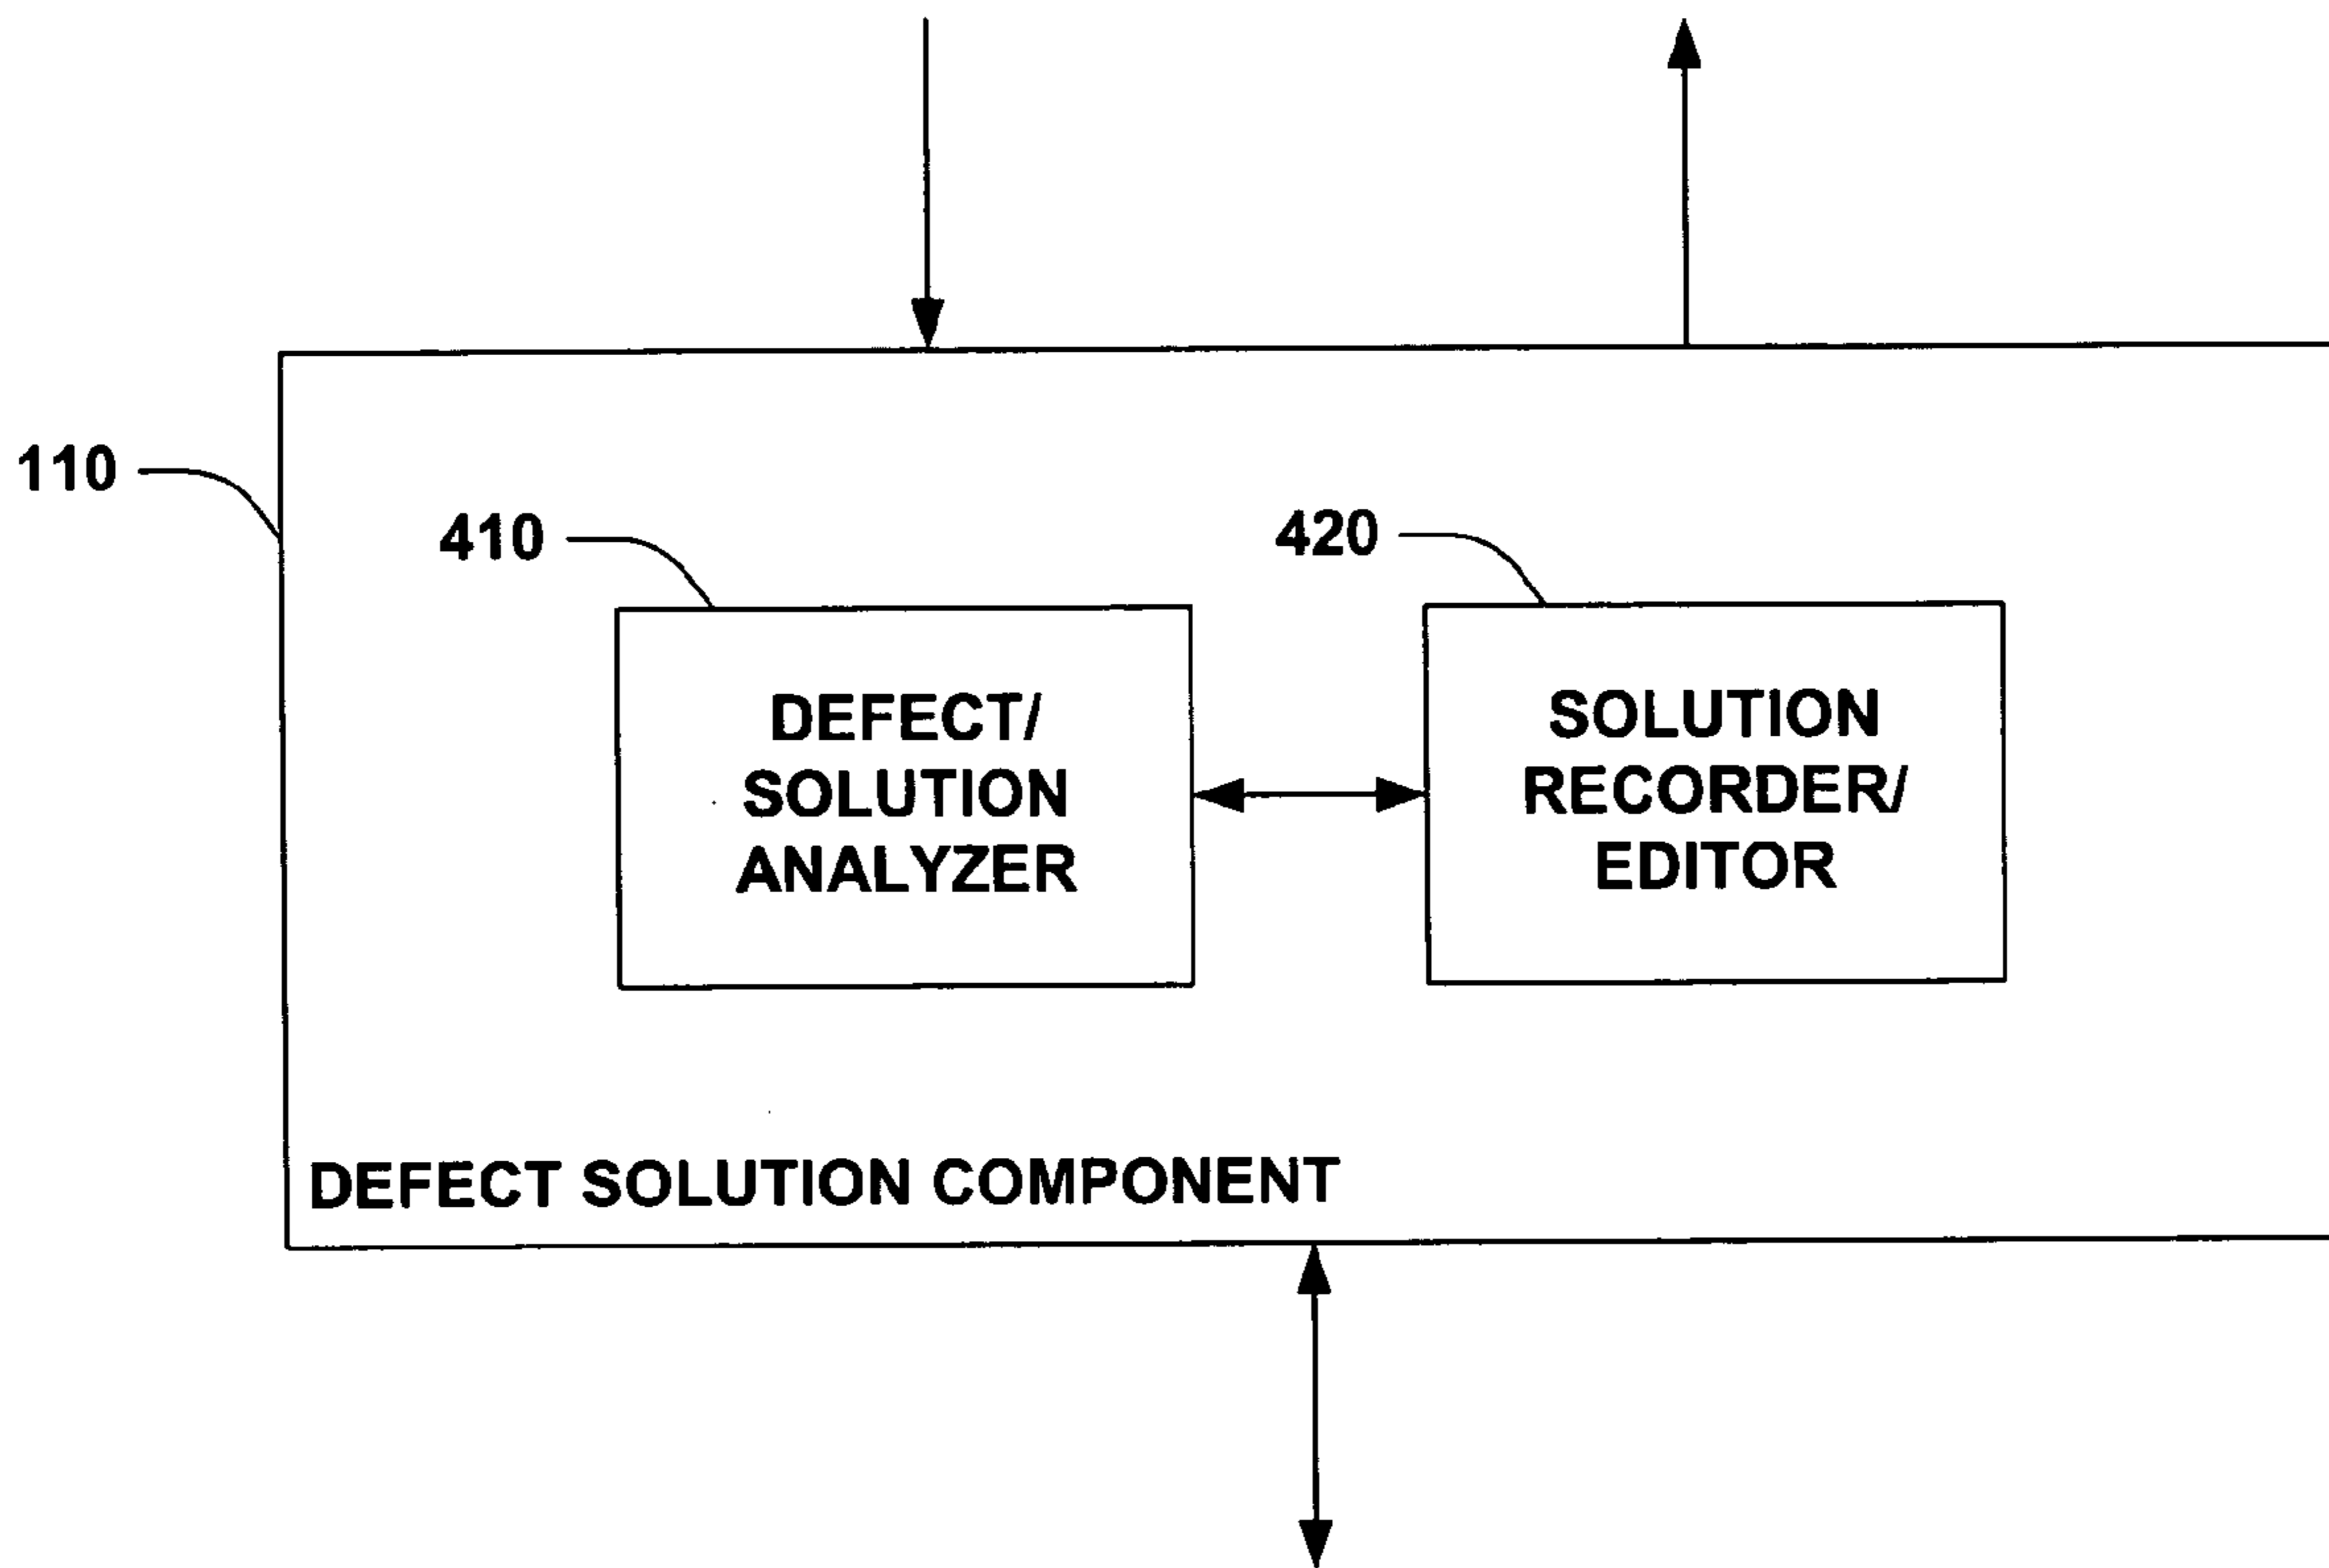 110
410
420
DEFECT/
SOLUTION
ANALYZER
SOLUTION
RECORDER/
EDITOR
DEFECT SOLUTION COMPONENT